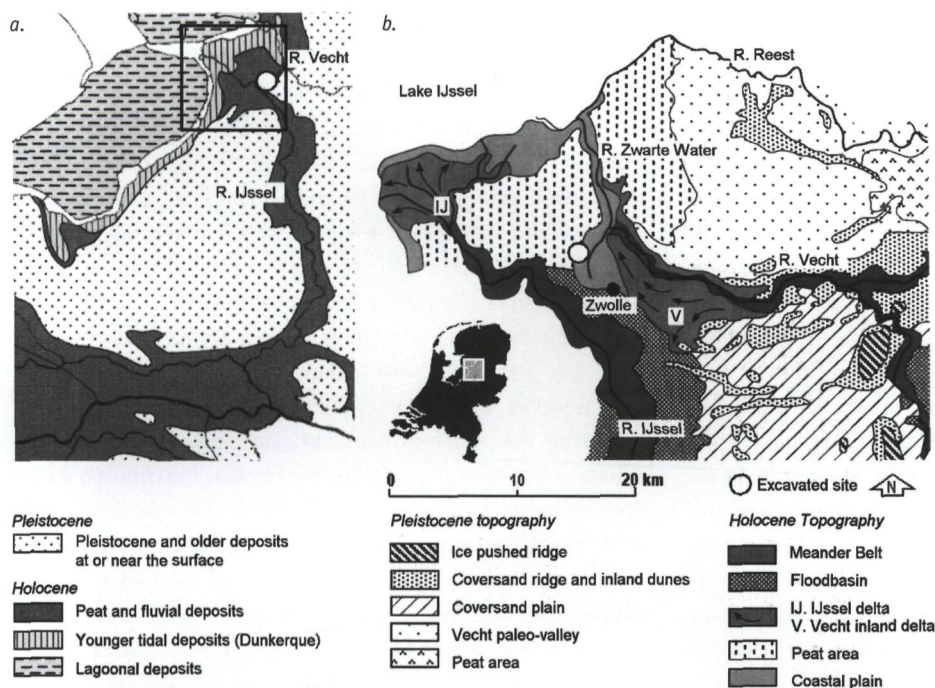 a.
R. Vecht
R. IJssel
b.
Lake IJssel
R. Reest
R. Zwarte Water
IJ
R. Vecht
Zwolle
V
R. IJssel
0 10 20 km
Excavated site
N
Pleistocene
Pleistocene and older deposits
at or near the surface
Holocene
Peat and fluvial deposits
Younger tidal deposits (Dunkerque)
Lagoonal deposits
Pleistocene topography
Ice pushed ridge
Coversand ridge and inland dunes
Coversand plain
Vecht paleo-valley
Peat area
Holocene Topography
Meander Belt
Floodbasin
IJ. IJssel delta
V. Vecht inland delta
Peat area
Coastal plain